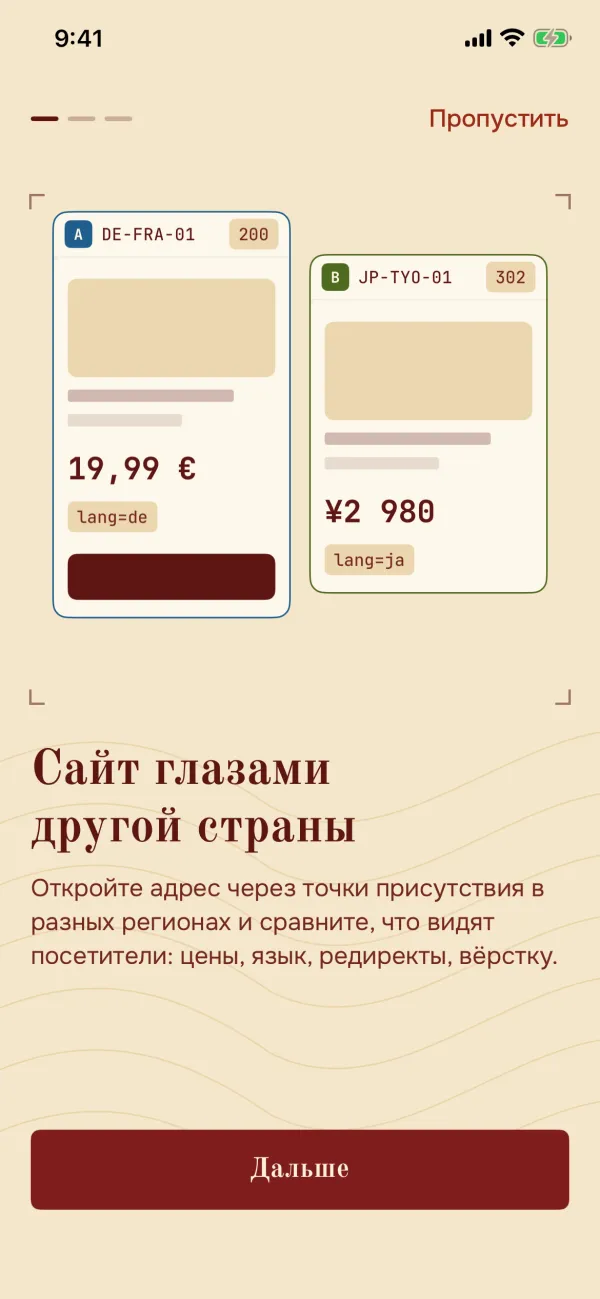 9:41
Пропустить
A DE-FRA-01 200
B JP-TYO-01 302
19,99 €
lang=de
¥2 980
lang=ja
Сайт глазами
другой страны
Откройте адрес через точки присутствия в
разных регионах и сравните, что видят
посетители: цены, язык, редиректы, вёрстку.
Дальше